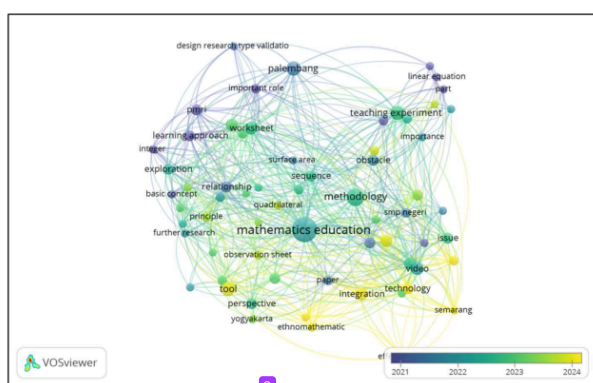 design research type validatio
palembang
linear equation
important role
part
pmri
teaching experiment
worksheet
learning approach
importance
integer
surface area
obstacle
exploration
sequence
relationship
basic concept
methodology
quadrilateral
principle
smp negeri
further research
mathematics education
issue
observation sheet
video
paper
tool
technology
integration
perspective
semarang
yogyakarta
ethnomathematic
ef
VOSviewer
2021 2022 2023 2024